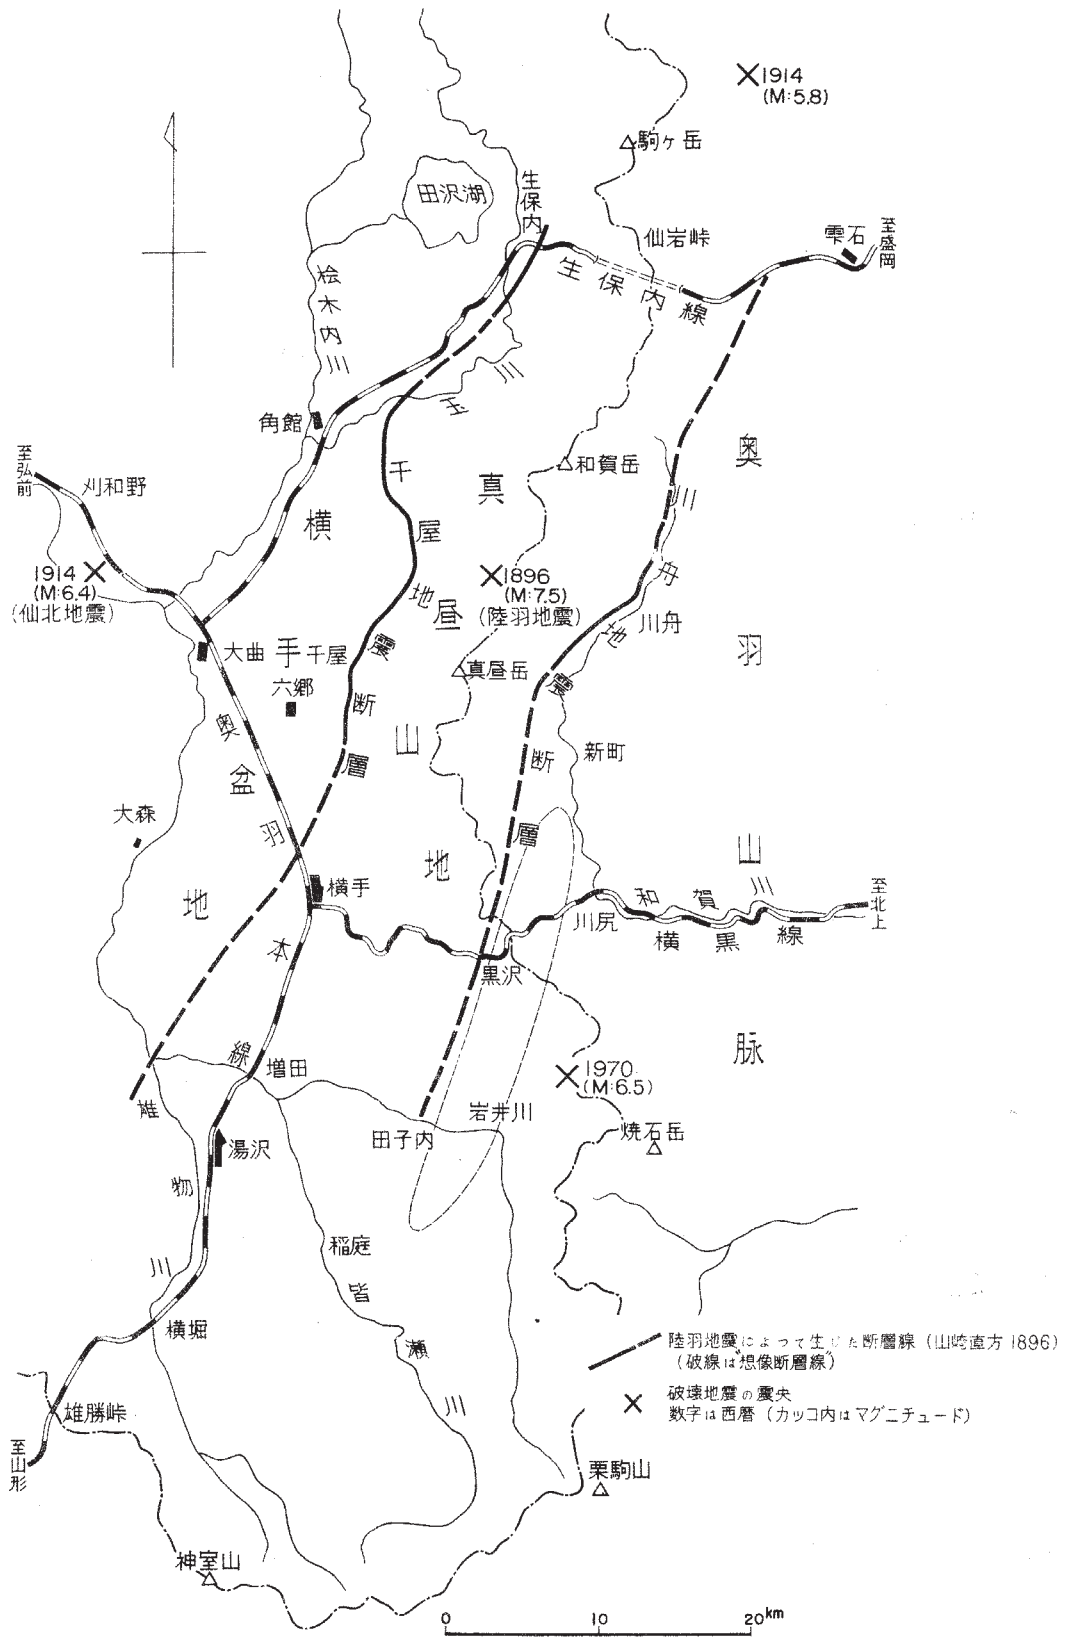 1914
(M:5.8)
駒ヶ岳
田沢湖
生保内
仙岩峠
雫石
至盛岡
生保内線
桧木内川
玉川
角館
至弘前
刈和野
和賀岳
千屋地震断層
川舟地震断層
奥羽山脈
真昼山地
横手盆地
1914
(M:6.4)
(仙北地震)
1896
(M:7.5)
(陸羽地震)
川舟
大曲
千屋
六郷
真昼岳
新町
大森
奥羽本線
横手
和賀川
川尻
至北上
横黒線
黒沢
増田
1970
(M:6.5)
雄物川
田子内
岩井川
焼石岳
湯沢
稲庭
皆瀬川
横堀
雄勝峠
至山形
神室山
栗駒山
陸羽地震によって生じた断層線(山崎直方1896)
(破線は"想像断層線")
破壊地震の震央
数字は西暦(カッコ内はマグニチュード)
0 10 20km